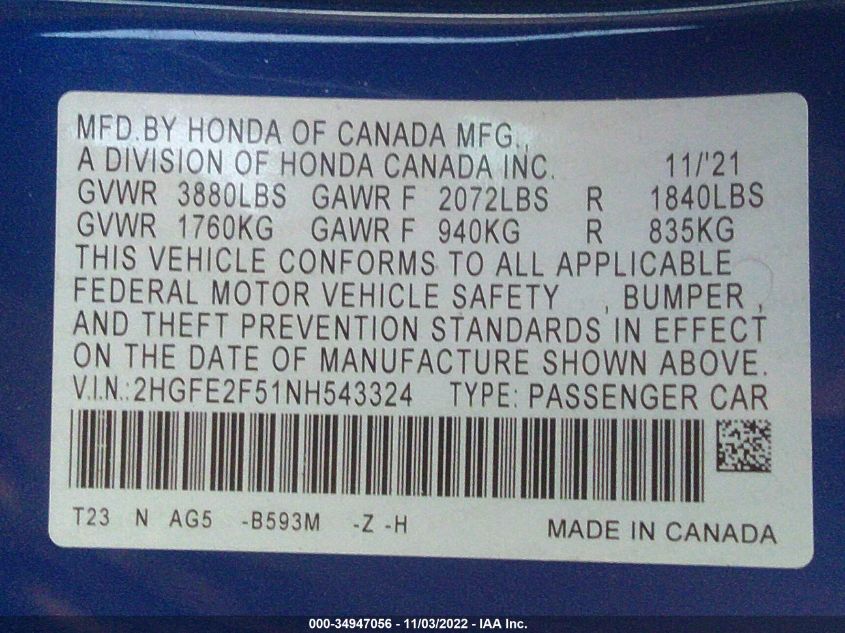 MFD. BY HONDA OF CANADA MFG.,
A DIVISION OF HONDA CANADA INC. 11/'21
GVWR 3880LBS GAWR F 2072LBS R 1840LBS
GVWR 1760KG GAWR F 940KG R 835KG
THIS VEHICLE CONFORMS TO ALL APPLICABLE
FEDERAL MOTOR VEHICLE SAFETY , BUMPER ,
AND THEFT PREVENTION STANDARDS IN EFFECT
ON THE DATE OF MANUFACTURE SHOWN ABOVE.
V.I.N.:2HGFE2F51NH543324 TYPE: PASSENGER CAR
T23 N AG5 -B593M -Z -H MADE IN CANADA
000-34947056 - 11/03/2022 - IAA Inc.